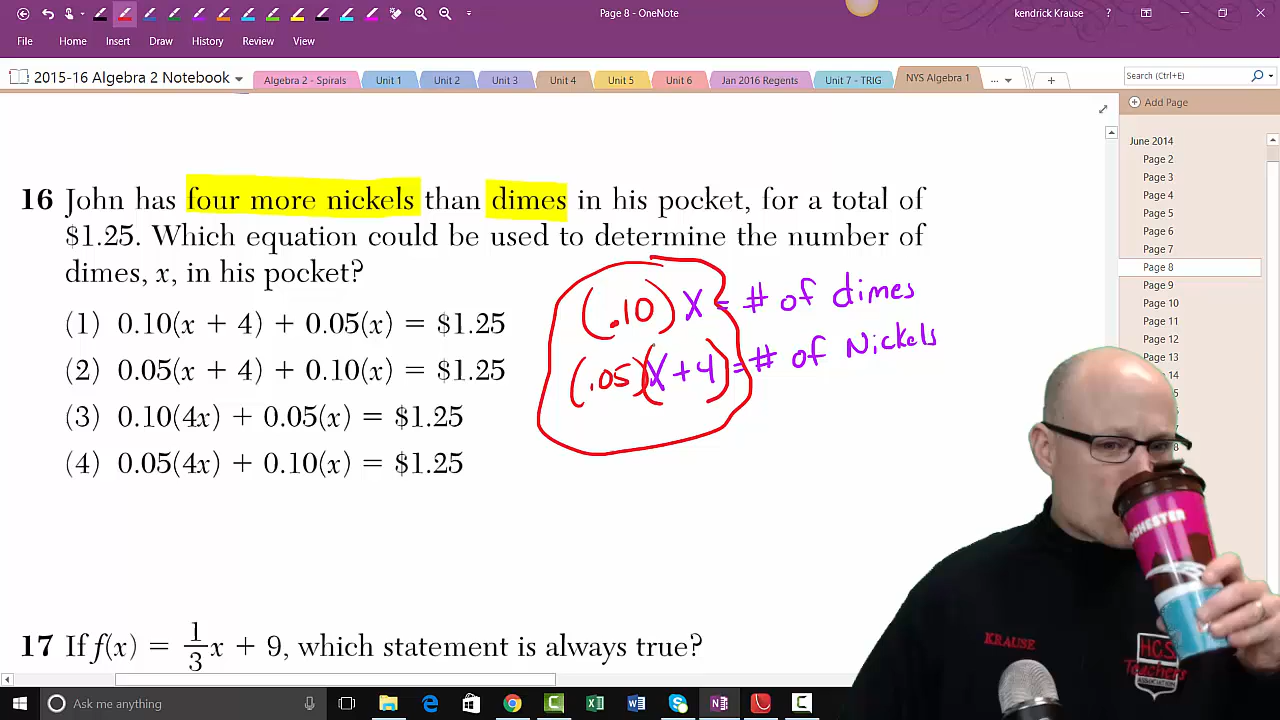 Page 8 - OneNote
kendrick Krause
File Home Insert Draw History Review View
2015-16 Algebra 2 Notebook
Algebra 2 - Spirals Unit 1 Unit 2 Unit 3 Unit 4 Unit 5 Unit 6 Jan 2016 Regents Unit 7 - TRIG NYS Algebra 1 ...
Search (Ctrl+E)
Add Page
June 2014
Page 2
Page 3
Page 4
Page 5
Page 6
Page 7
Page 8
Page 9
Page 10
Page 11
Page 12
16 John has four more nickels than dimes in his pocket, for a total of
$1.25. Which equation could be used to determine the number of
dimes, x, in his pocket?
(1) 0.10(x + 4) + 0.05(x) = $1.25
(2) 0.05(x + 4) + 0.10(x) = $1.25
(3) 0.10(4x) + 0.05(x) = $1.25
(4) 0.05(4x) + 0.10(x) = $1.25
(.10) X = # of dimes
(.05)(X+4) = # of Nickels
17 If f(x) = 1/3 x + 9, which statement is always true?
KRAUSE
HCS
Teachers
ASSOCIATION
Ask me anything